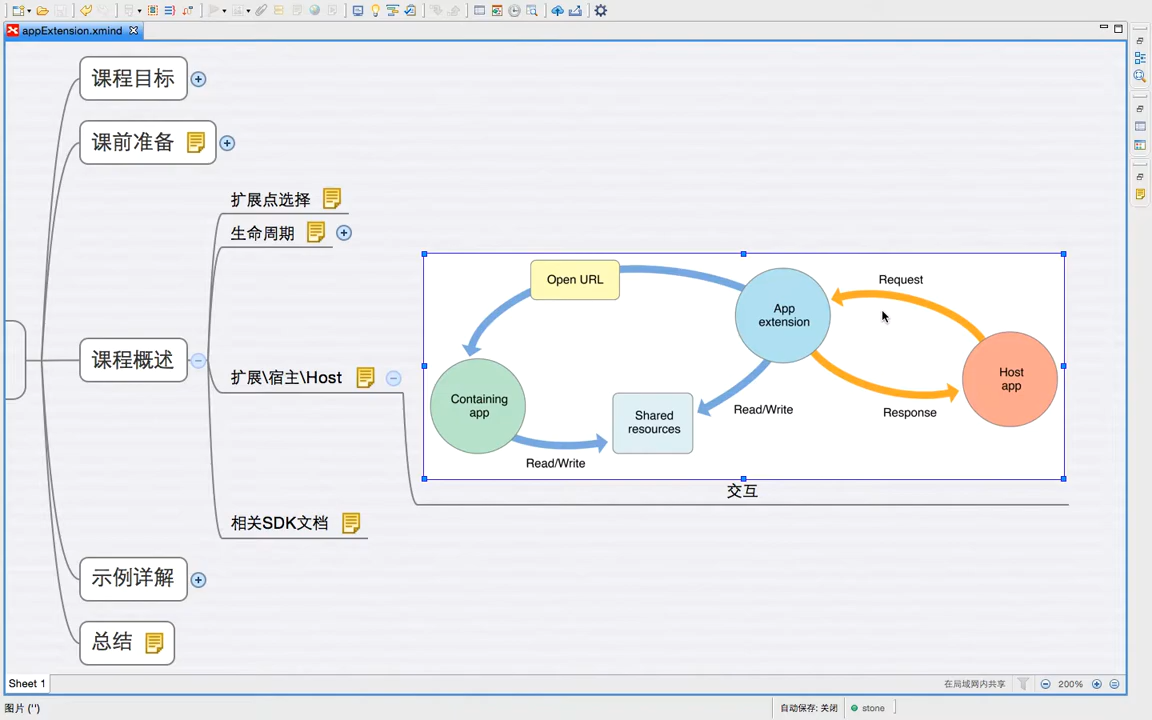 appExtension.xmind
课程目标
课前准备
扩展点选择
生命周期
Open URL
App
extension
Request
课程概述
扩展\宿主\Host
Host
app
Containing
app
Shared
resources
Read/Write
Response
Read/Write
交互
相关SDK文档
示例详解
总结
Sheet 1
在局域网内共享
200%
图片 ('')
自动保存: 关闭
stone